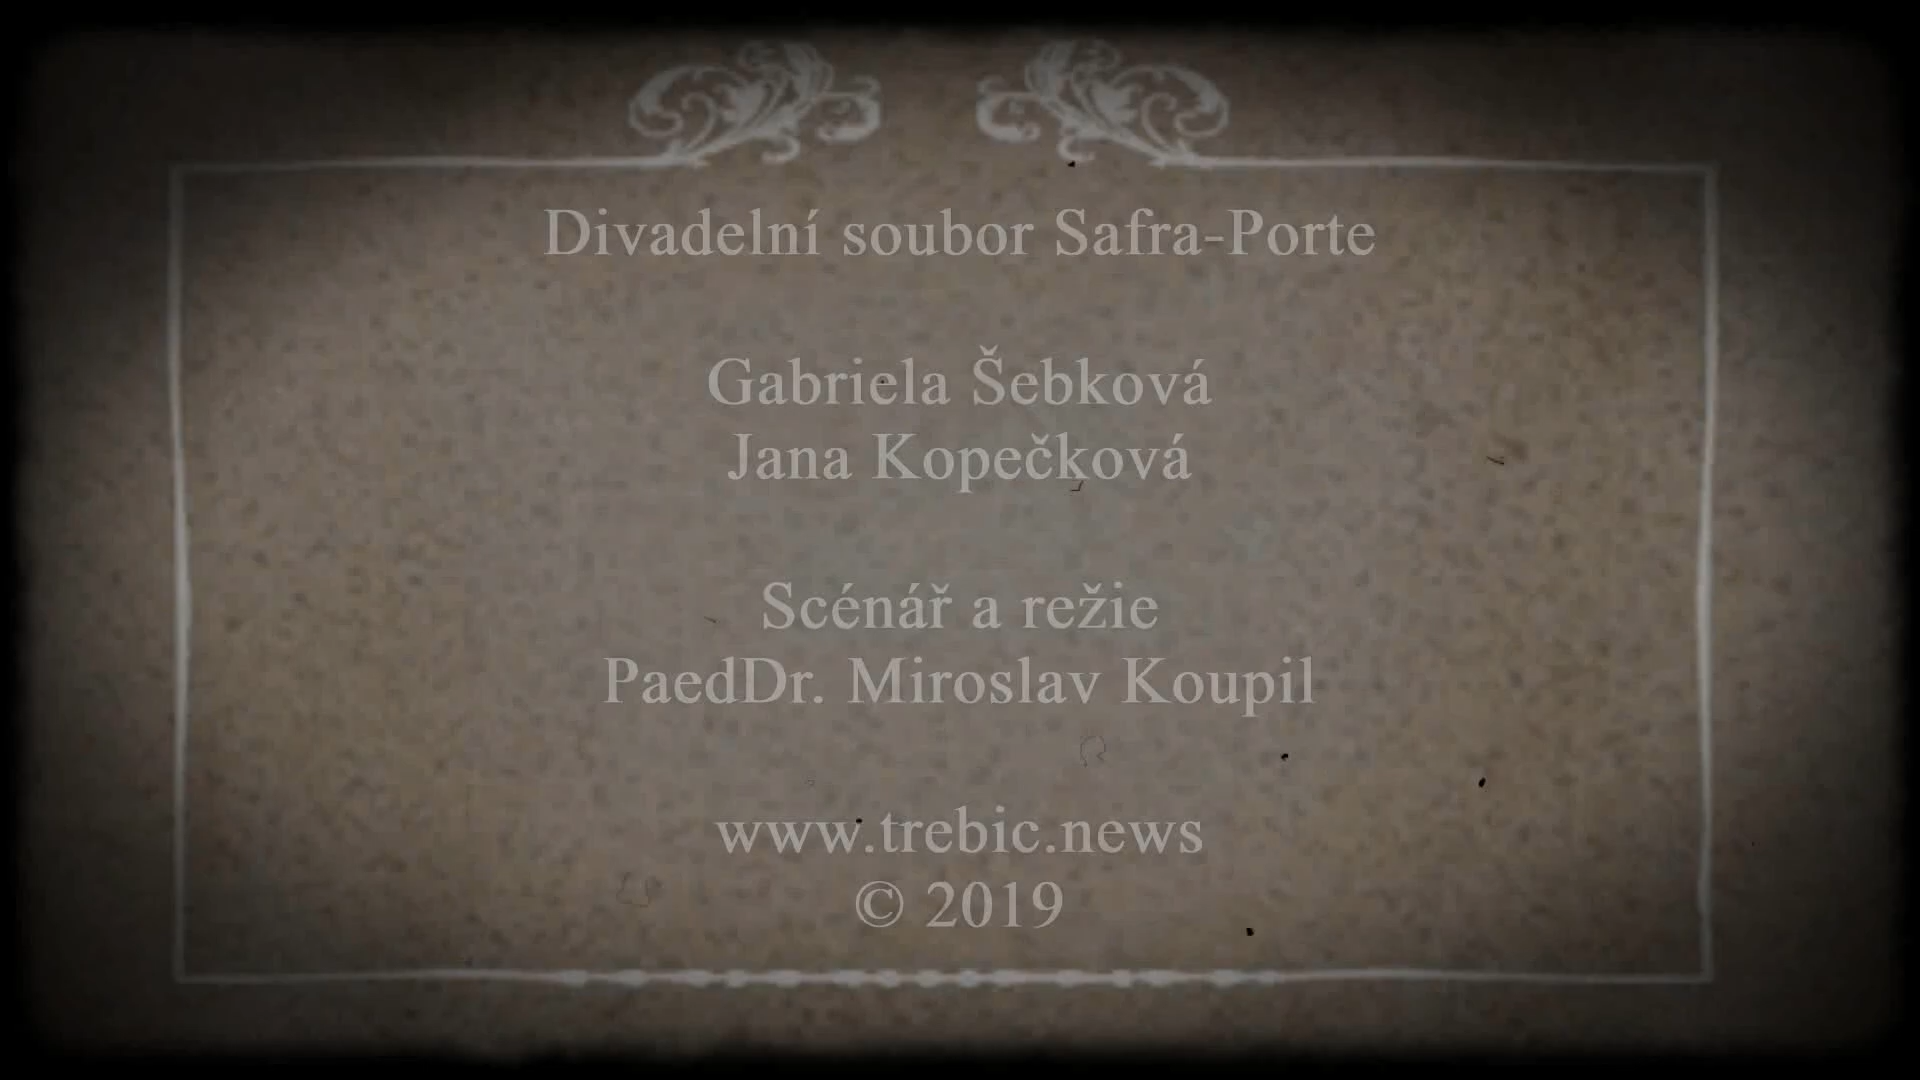 Divadelní soubor Safra-Porte
Gabriela Šebková
Jana Kopečková
Scénář a režie
PaedDr. Miroslav Koupil
www.trebic.news
© 2019